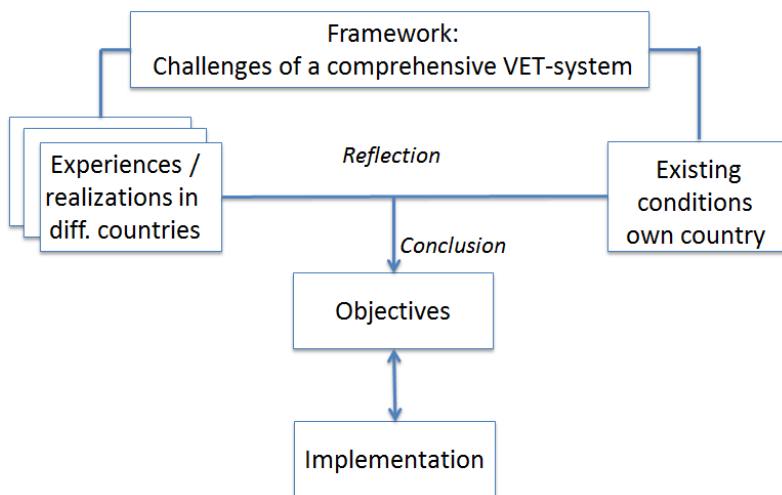 Framework:
Challenges of a comprehensive VET-system
Experiences /
realizations in
diff. countries
Reflection
Existing
conditions
own country
Conclusion
Objectives
Implementation